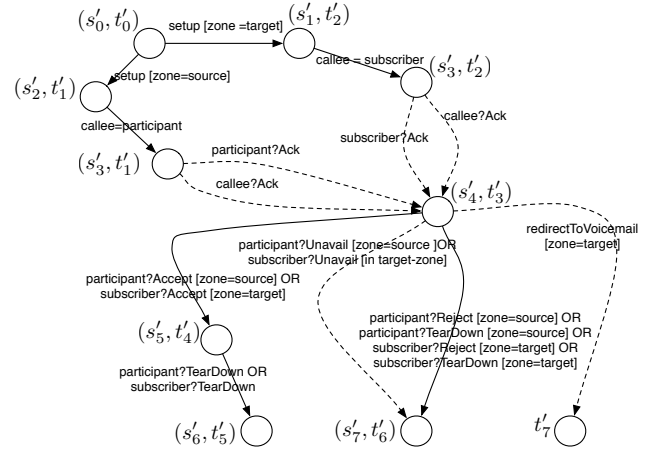 (s′₀, t′₀)
setup [zone =target]
(s′₁, t′₂)
callee = subscriber
(s′₃, t′₂)
setup [zone=source]
(s′₂, t′₁)
callee=participant
callee?Ack
subscriber?Ack
participant?Ack
(s′₃, t′₁)
callee?Ack
(s′₄, t′₃)
redirectToVoicemail
[zone=target]
participant?Unavail [zone=source ]OR
subscriber?Unavail [in target-zone]
participant?Accept [zone=source] OR
subscriber?Accept [zone=target]
participant?Reject [zone=source] OR
participant?TearDown [zone=source] OR
subscriber?Reject [zone=target] OR
subscriber?TearDown [zone=target]
(s′₅, t′₄)
participant?TearDown OR
subscriber?TearDown
(s′₆, t′₅)
(s′₇, t′₆)
t′₇